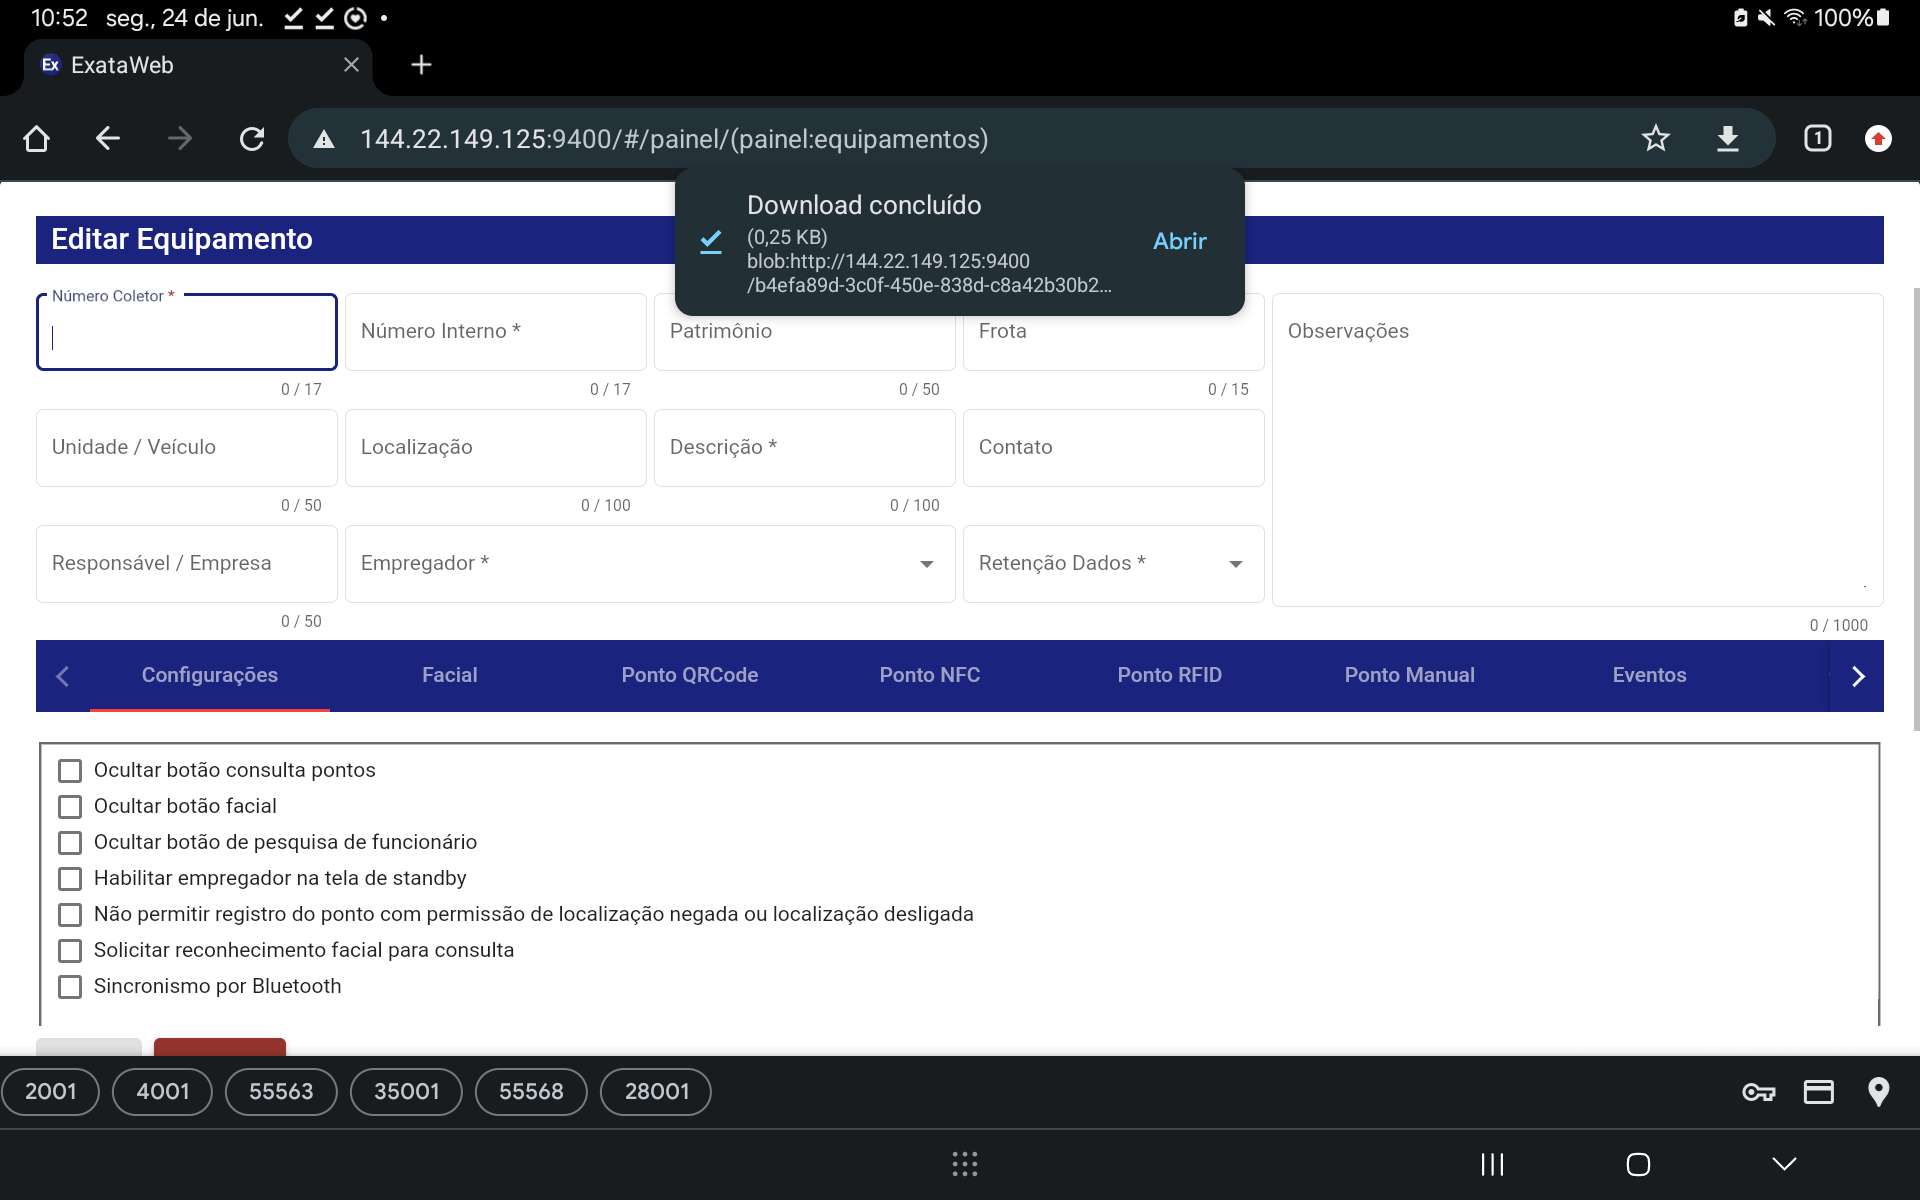 10:52 seg., 24 de jun. 100%
Ex ExataWeb
144.22.149.125:9400/#/painel/(painel:equipamentos) 1
Download concluído
(0,25 KB)
blob:http://144.22.149.125:9400
/b4efa89d-3c0f-450e-838d-c8a42b30b2...
Abrir
Editar Equipamento
Número Coletor *
Número Interno *
Patrimônio
Frota
Observações
0 / 17
0 / 17
0 / 50
0 / 15
Unidade / Veículo
Localização
Descrição *
Contato
0 / 50
0 / 100
0 / 100
Responsável / Empresa
Empregador *
Retenção Dados *
0 / 50
0 / 1000
Configurações
Facial
Ponto QRCode
Ponto NFC
Ponto RFID
Ponto Manual
Eventos
Ocultar botão consulta pontos
Ocultar botão facial
Ocultar botão de pesquisa de funcionário
Habilitar empregador na tela de standby
Não permitir registro do ponto com permissão de localização negada ou localização desligada
Solicitar reconhecimento facial para consulta
Sincronismo por Bluetooth
2001 4001 55563 35001 55568 28001